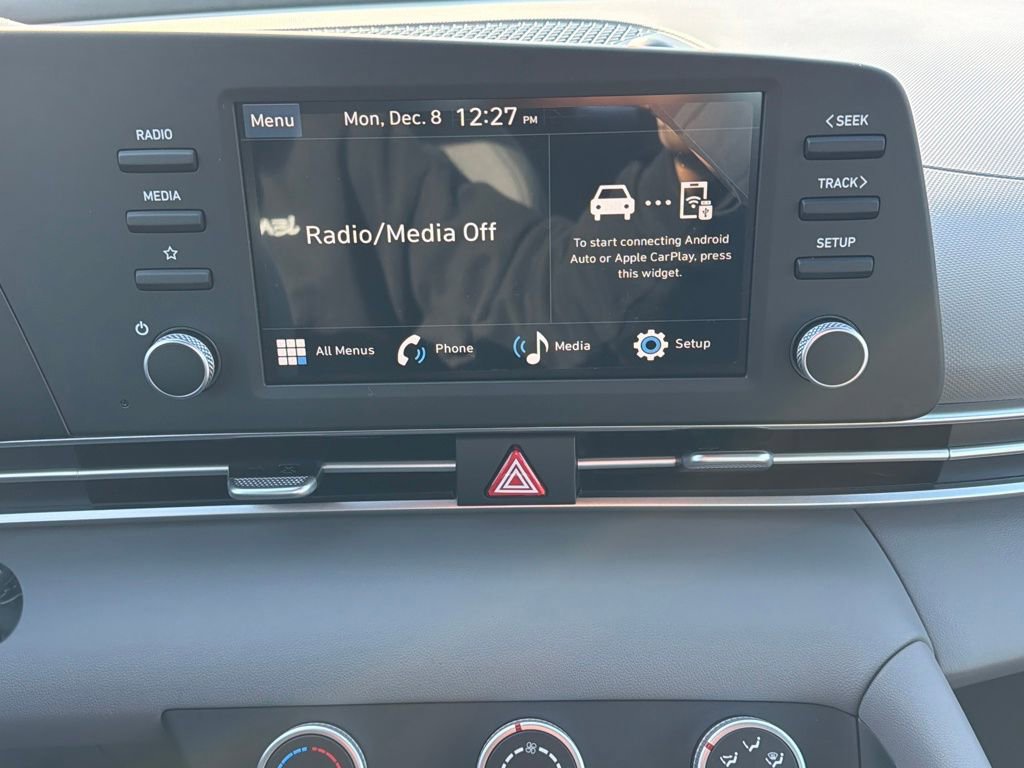 RADIO
MEDIA
Menu
Mon, Dec. 8 12:27 PM
Radio/Media Off
To start connecting Android
Auto or Apple CarPlay, press
this widget.
All Menus
Phone
Media
Setup
<SEEK
TRACK>
SETUP